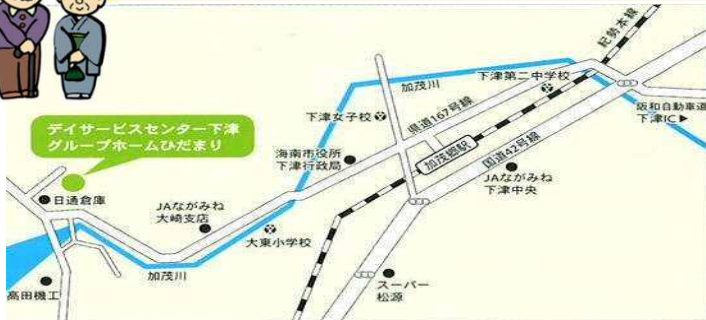 紀勢本線
加茂川
下津第二中学校
阪和自動車道
下津IC▶
下津女子校
県道167号線
デイサービスセンター下津
グループホームひだまり
海南市役所
下津行政局
加茂郷駅
国道42号線
JAながみね
下津中央
日通倉庫
JAながみね
大崎支店
大東小学校
加茂川
高田機工
スーパー
松源